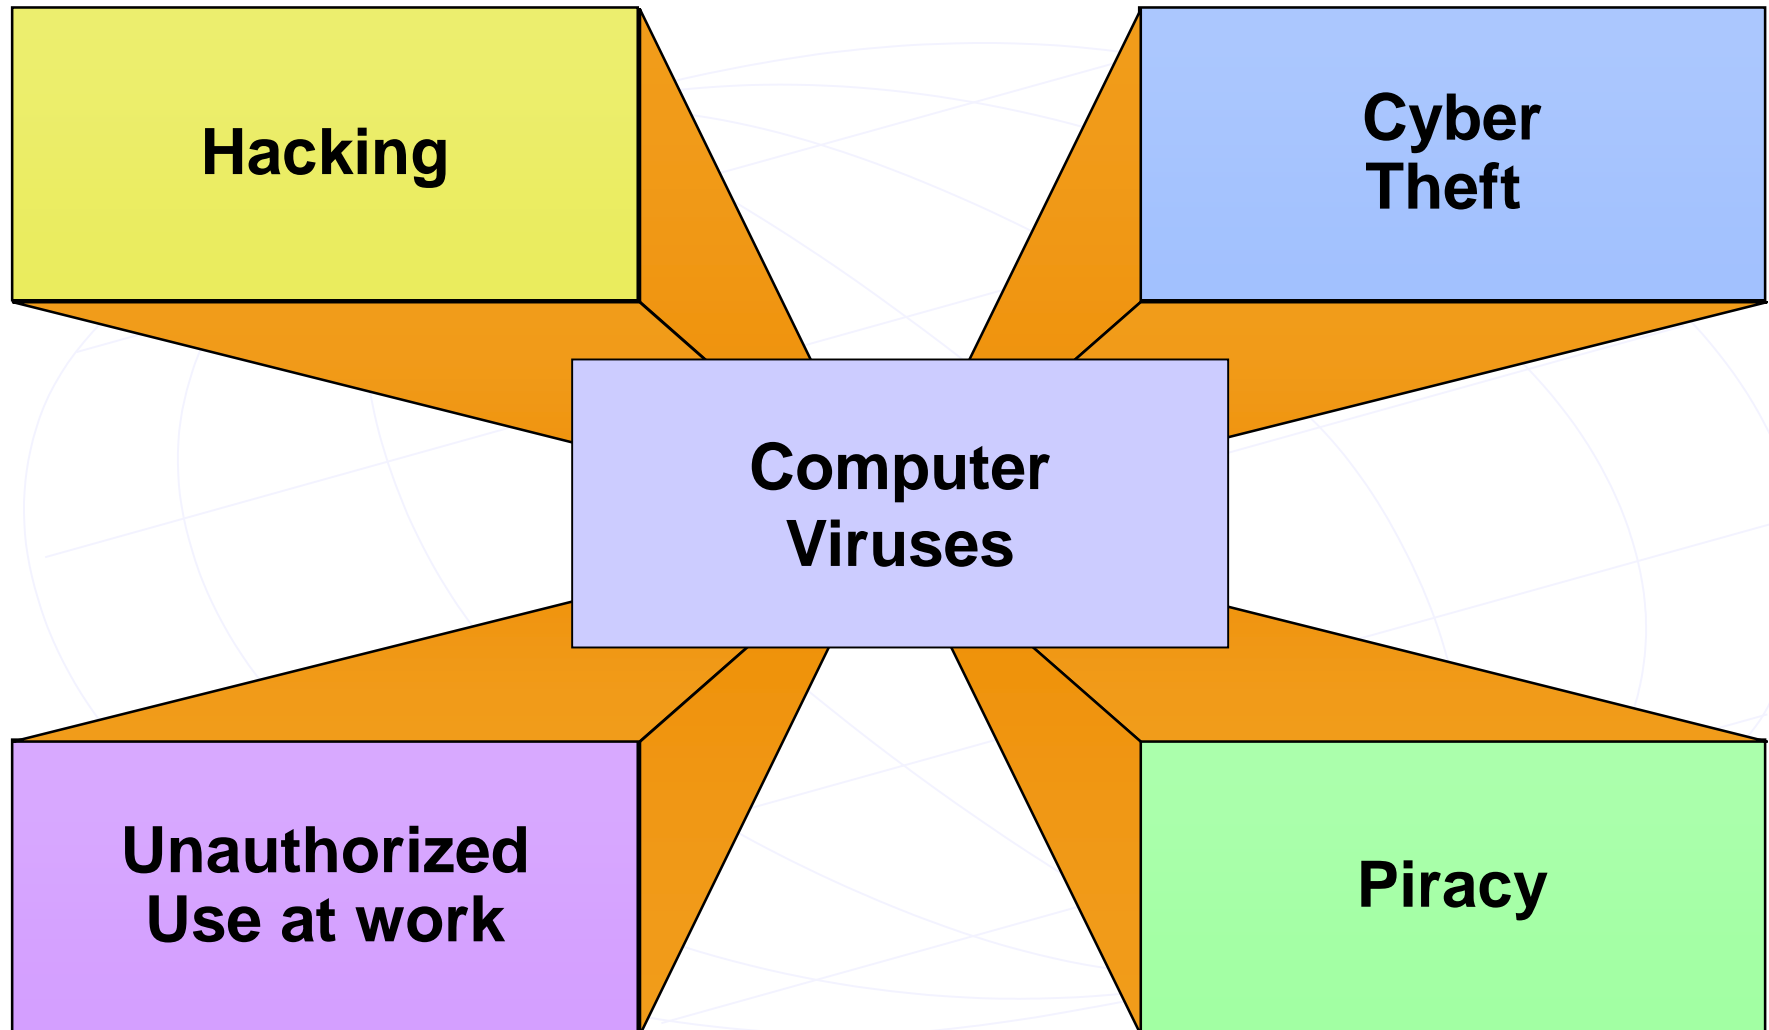 Hacking
Cyber
Theft
Computer
Viruses
Unauthorized
Use at work
Piracy